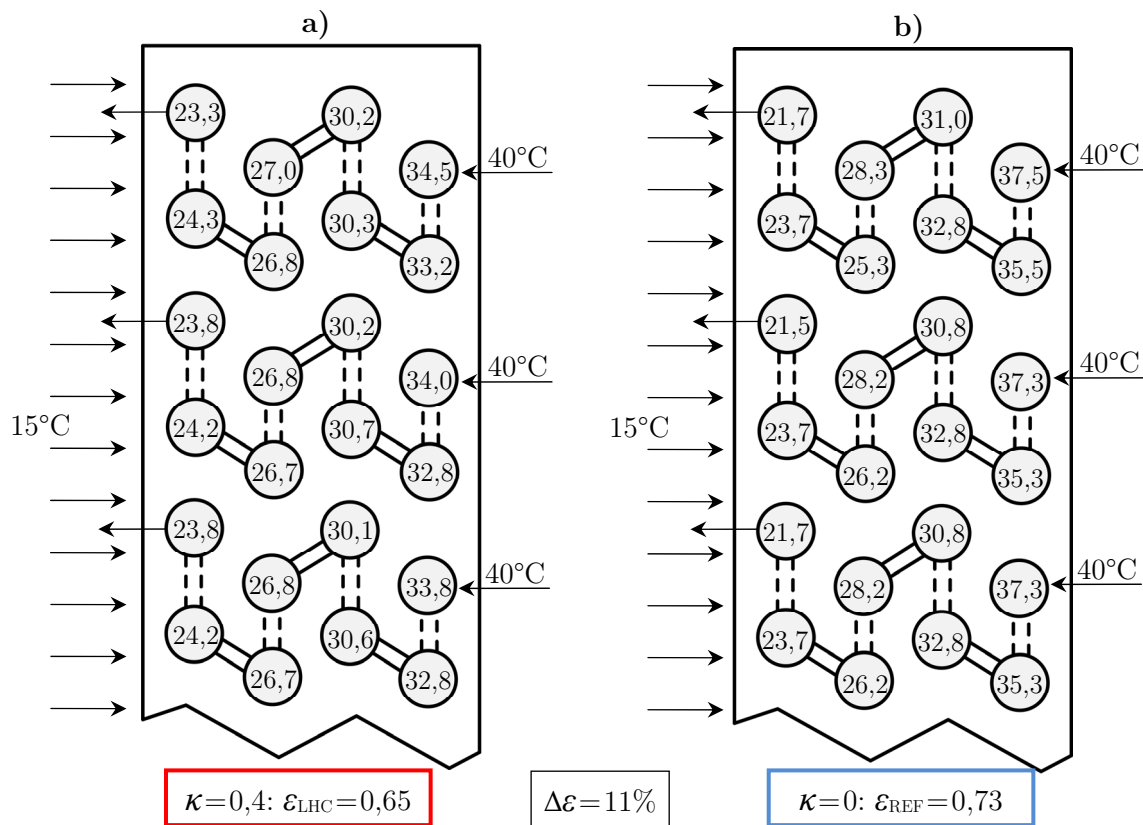 a) b)
23,3 30,2 21,7 31,0
27,0 34,5 40°C 28,3 37,5 40°C
24,3 30,3 23,7 32,8
26,8 33,2 25,3 35,5
23,8 30,2 21,5 30,8
26,8 34,0 40°C 28,2 37,3 40°C
15°C 24,2 30,7 15°C 23,7 32,8
26,7 32,8 26,2 35,3
23,8 30,1 21,7 30,8
26,8 33,8 40°C 28,2 37,3 40°C
24,2 30,6 23,7 32,8
26,7 32,8 26,2 35,3
κ=0,4: εLHC=0,65 Δε=11% κ=0: εREF=0,73